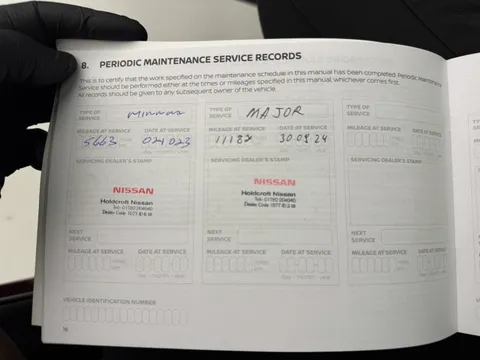 8. PERIODIC MAINTENANCE SERVICE RECORDS
This is to certify that the work specified on the maintenance schedule in this manual has been completed. Periodic Maintenance
Service should be performed either at the times or mileages specified in this manual, whichever comes first.
All records should be given to any subsequent owner of the vehicle.
TYPE OF SERVICE
MILEAGE AT SERVICE DATE AT SERVICE
5663 021023
SERVICING DEALER'S STAMP
NISSAN
Holdcroft Nissan
NEXT SERVICE
MILEAGE AT SERVICE DATE AT SERVICE
TYPE OF SERVICE MAJOR
MILEAGE AT SERVICE DATE AT SERVICE
11182 30 09 24
SERVICING DEALER'S STAMP
NISSAN
Holdcroft Nissan
NEXT SERVICE
MILEAGE AT SERVICE DATE AT SERVICE
TYPE OF SERVICE
MILEAGE AT SERVICE DATE AT SERVICE
SERVICING DEALER'S STAMP
NEXT SERVICE
MILEAGE AT SERVICE DATE AT SERVICE
VEHICLE IDENTIFICATION NUMBER